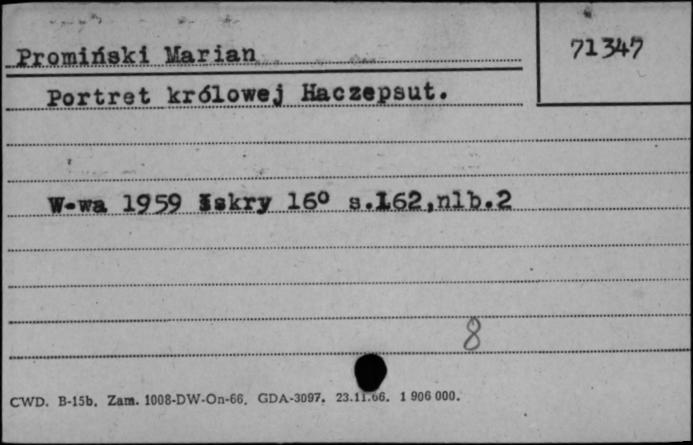 Promiński Marian
71347
Portret królowej Haczepsut.
W-wa 1959 Iskry 16° s.162,nlb.2
8
CWD. B-15b. Zam. 1008-DW-On-66. GDA-3097. 23.11.66. 1 906 000.